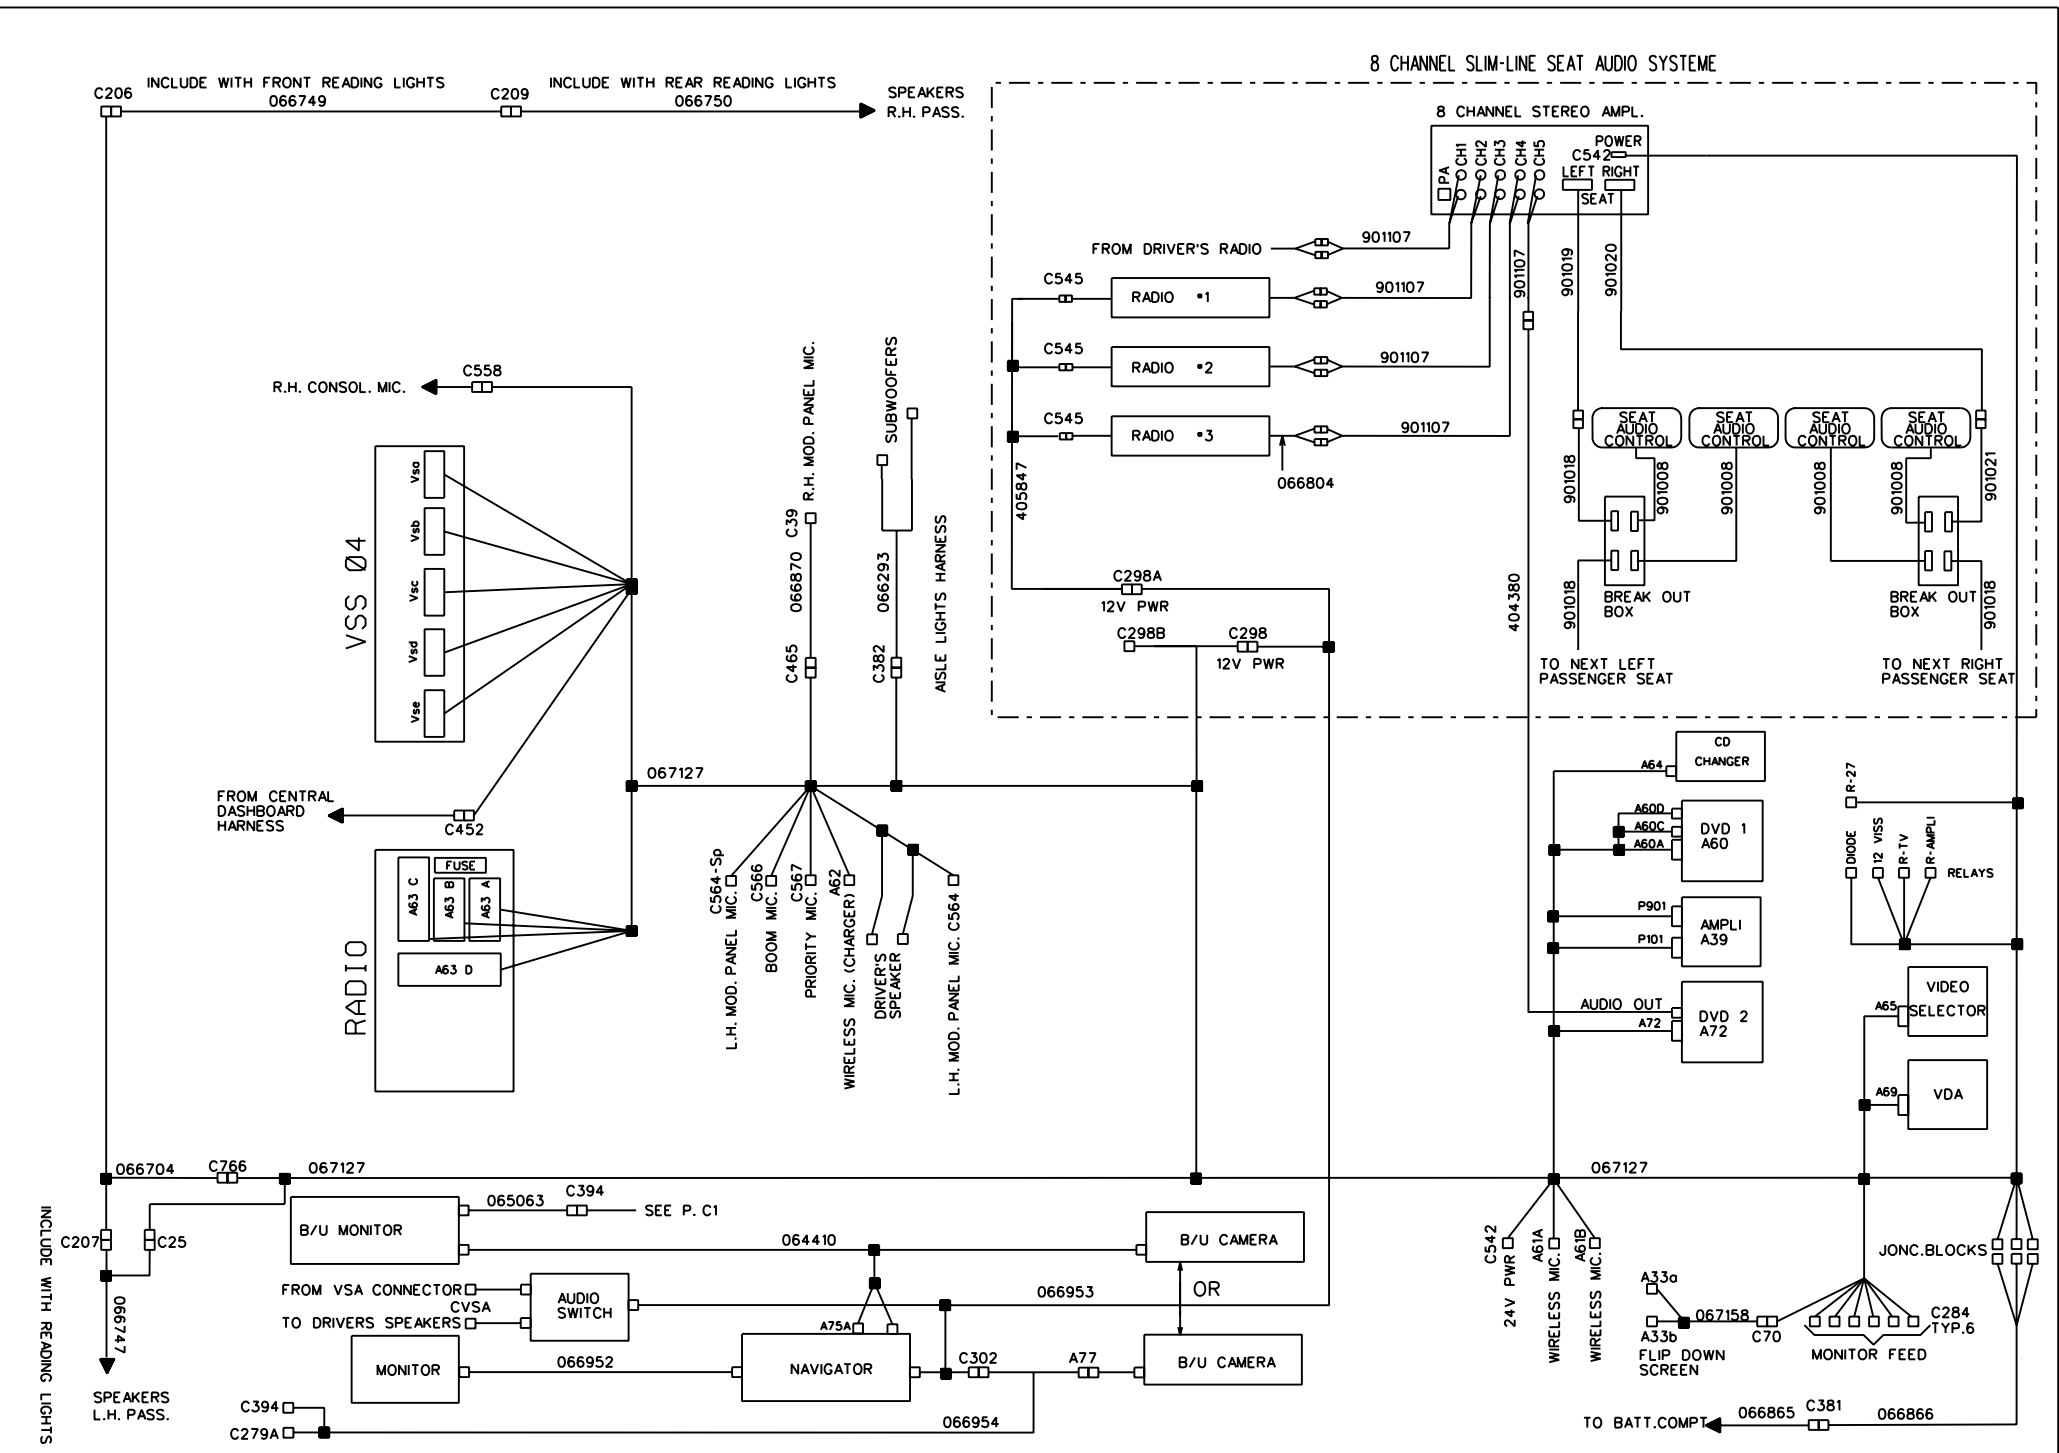 8 CHANNEL SLIM-LINE SEAT AUDIO SYSTEME
C206
INCLUDE WITH FRONT READING LIGHTS
066749
C209
INCLUDE WITH REAR READING LIGHTS
066750
SPEAKERS
R.H. PASS.
8 CHANNEL STEREO AMPL.
PA
CH1
CH2
CH3
CH4
CH5
POWER
C542
LEFT RIGHT
SEAT
FROM DRIVER'S RADIO
901107
C545
RADIO •1
901107
C545
RADIO •2
901107
C545
RADIO •3
901107
066804
405847
901107
901019
901020
SEAT
AUDIO
CONTROL
SEAT
AUDIO
CONTROL
SEAT
AUDIO
CONTROL
SEAT
AUDIO
CONTROL
901018
901008
901008
901008
901008
901021
BREAK OUT
BOX
BREAK OUT
BOX
901018
901018
TO NEXT LEFT
PASSENGER SEAT
TO NEXT RIGHT
PASSENGER SEAT
404380
C298A
12V PWR
C298B
C298
12V PWR
R.H. CONSOL. MIC.
C558
VSS Ø4
Vsa
Vsb
Vsc
Vsd
Vse
R.H. MOD. PANEL MIC.
C39
066870
C465
SUBWOOFERS
066293
C382
AISLE LIGHTS HARNESS
067127
FROM CENTRAL
DASHBOARD
HARNESS
C452
RADIO
FUSE
A63 C
A63 B
A63 A
A63 D
C564-Sp
L.H. MOD. PANEL MIC.
C566
BOOM MIC.
C567
PRIORITY MIC.
A62
WIRELESS MIC. (CHARGER)
DRIVER'S
SPEAKER
L.H. MOD. PANEL MIC. C564
A64
CD
CHANGER
A60D
A60C
A60A
DVD 1
A60
P901
P101
AMPLI
A39
AUDIO OUT
A72
DVD 2
A72
R-27
DIODE
12 VISS
R-TV
R-AMPLI
RELAYS
A65
VIDEO
SELECTOR
A69
VDA
066704
C766
067127
067127
INCLUDE WITH READING LIGHTS
C207
C25
066747
SPEAKERS
L.H. PASS.
B/U MONITOR
065063
C394
SEE P. C1
064410
B/U CAMERA
FROM VSA CONNECTOR
CVSA
TO DRIVERS SPEAKERS
AUDIO
SWITCH
066953
OR
A75A
MONITOR
066952
NAVIGATOR
C302
A77
B/U CAMERA
C394
C279A
066954
C542
24V PWR
A61A
WIRELESS MIC.
A61B
WIRELESS MIC.
JONC.BLOCKS
A33a
A33b
067158
C70
FLIP DOWN
SCREEN
C284
TYP.6
MONITOR FEED
TO BATT.COMPT
066865
C381
066866